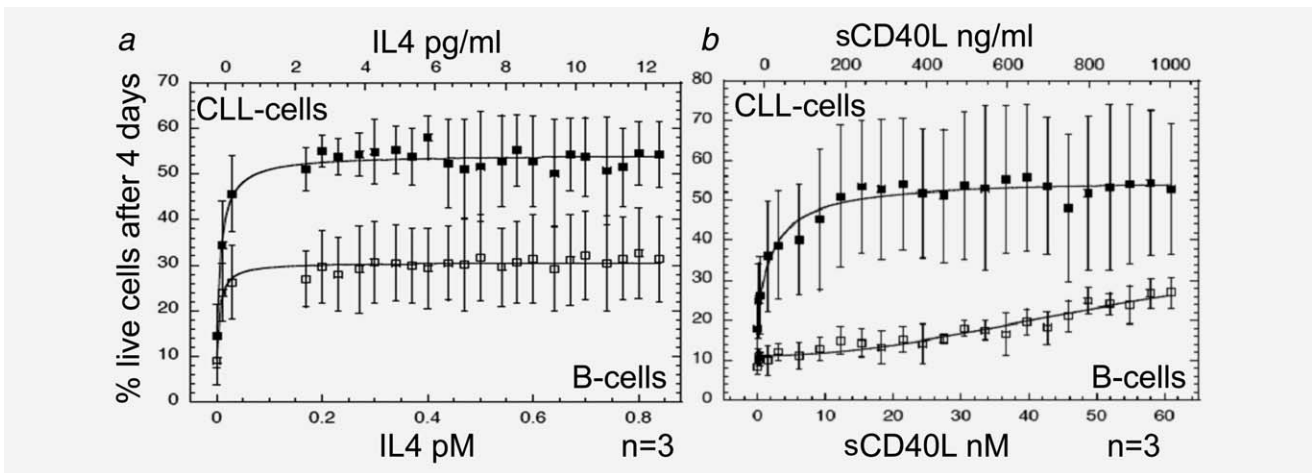 a
IL4 pg/ml
0 2 4 6 8 10 12
70
60
50
40
30
20
10
0
% live cells after 4 days
CLL-cells
B-cells
0 0.2 0.4 0.6 0.8
IL4 pM n=3
b
sCD40L ng/ml
0 200 400 600 800 1000
80
70
60
50
40
30
20
10
0
CLL-cells
B-cells
0 10 20 30 40 50 60
sCD40L nM n=3